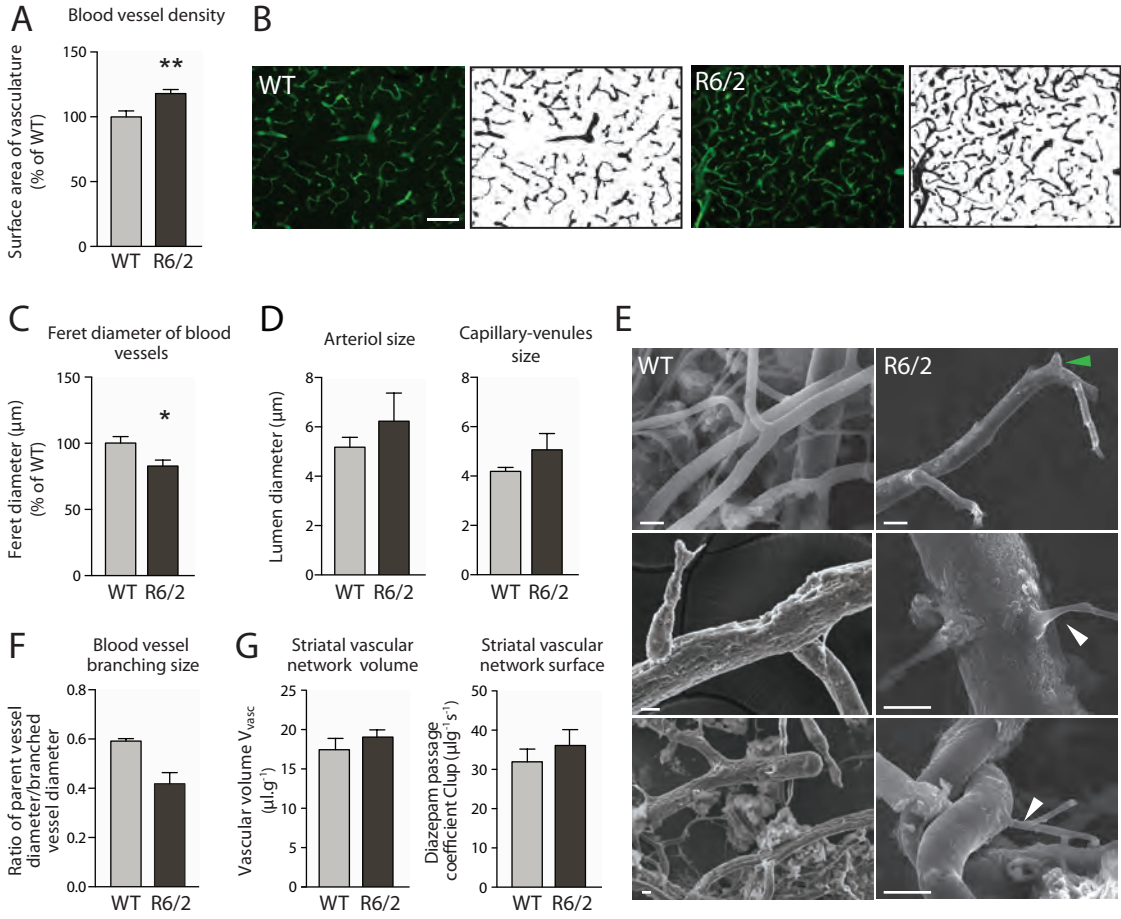 A
Blood vessel density
Surface area of vasculature
(% of WT)
150
100
50
0
**
WT R6/2
B
WT
R6/2
C
Feret diameter of blood
vessels
Feret diameter (µm)
(% of WT)
150
100
50
0
*
WT R6/2
D
Arteriol size
Lumen diameter (µm)
8
6
4
2
0
WT R6/2
Capillary-venules
size
8
6
4
2
0
WT R6/2
E
WT
R6/2
F
Blood vessel
branching size
Ratio of parent vessel
diameter/branched
vessel diameter
0.8
0.6
0.4
0.2
0.0
WT R6/2
G
Striatal vascular
network volume
Vascular volume Vvasc
(µl.g-1)
25
20
15
10
5
0
WT R6/2
Striatal vascular
network surface
Diazepam passage
coefficient Clup (µlg-1s-1)
50
40
30
20
10
0
WT R6/2